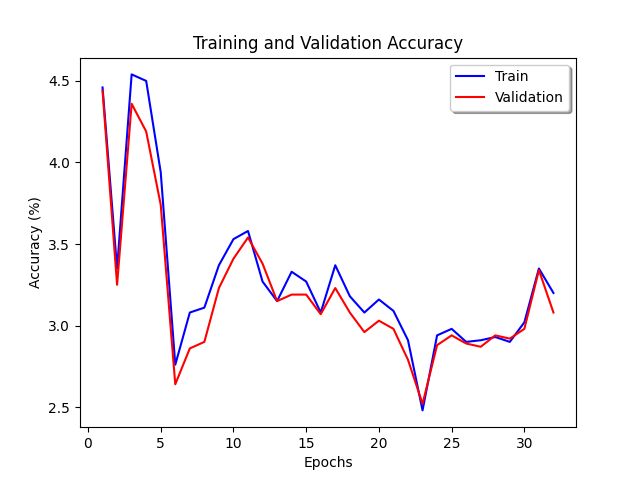 Training and Validation Accuracy
Train
Validation
Accuracy (%)
4.5
4.0
3.5
3.0
2.5
0 5 10 15 20 25 30
Epochs